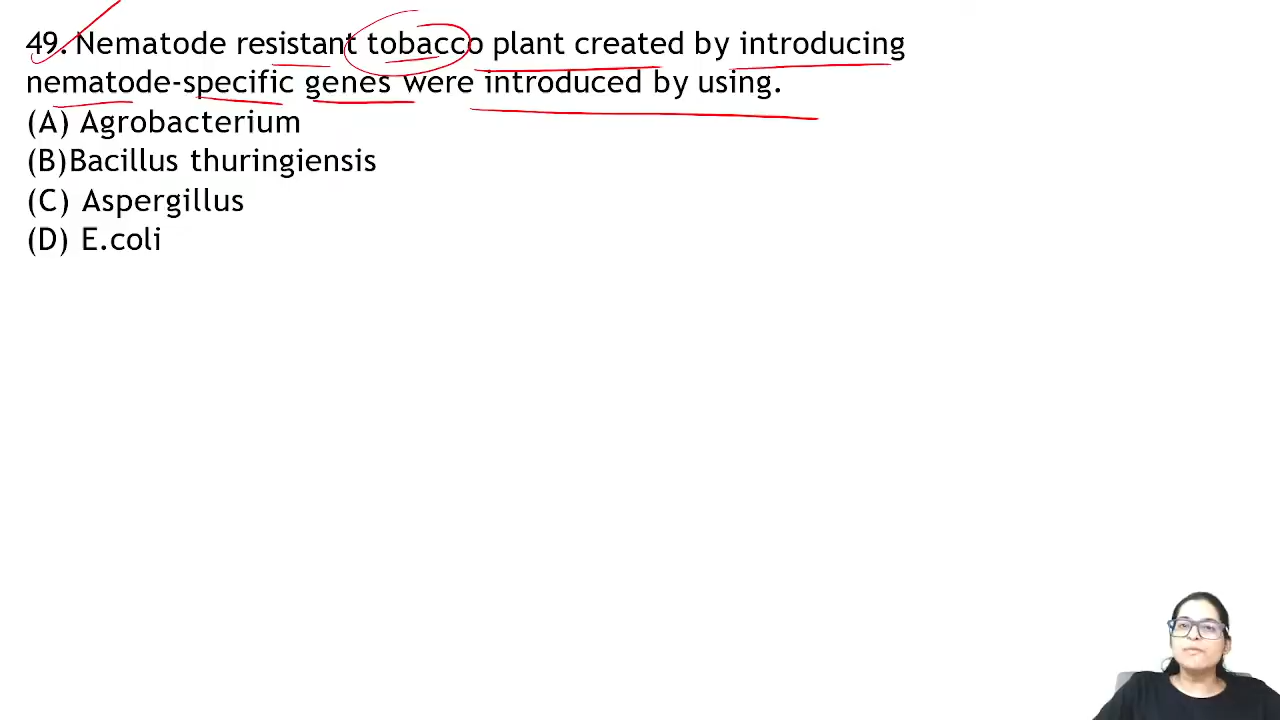 49. Nematode resistant tobacco plant created by introducing
nematode-specific genes were introduced by using.
(A) Agrobacterium
(B)Bacillus thuringiensis
(C) Aspergillus
(D) E.coli